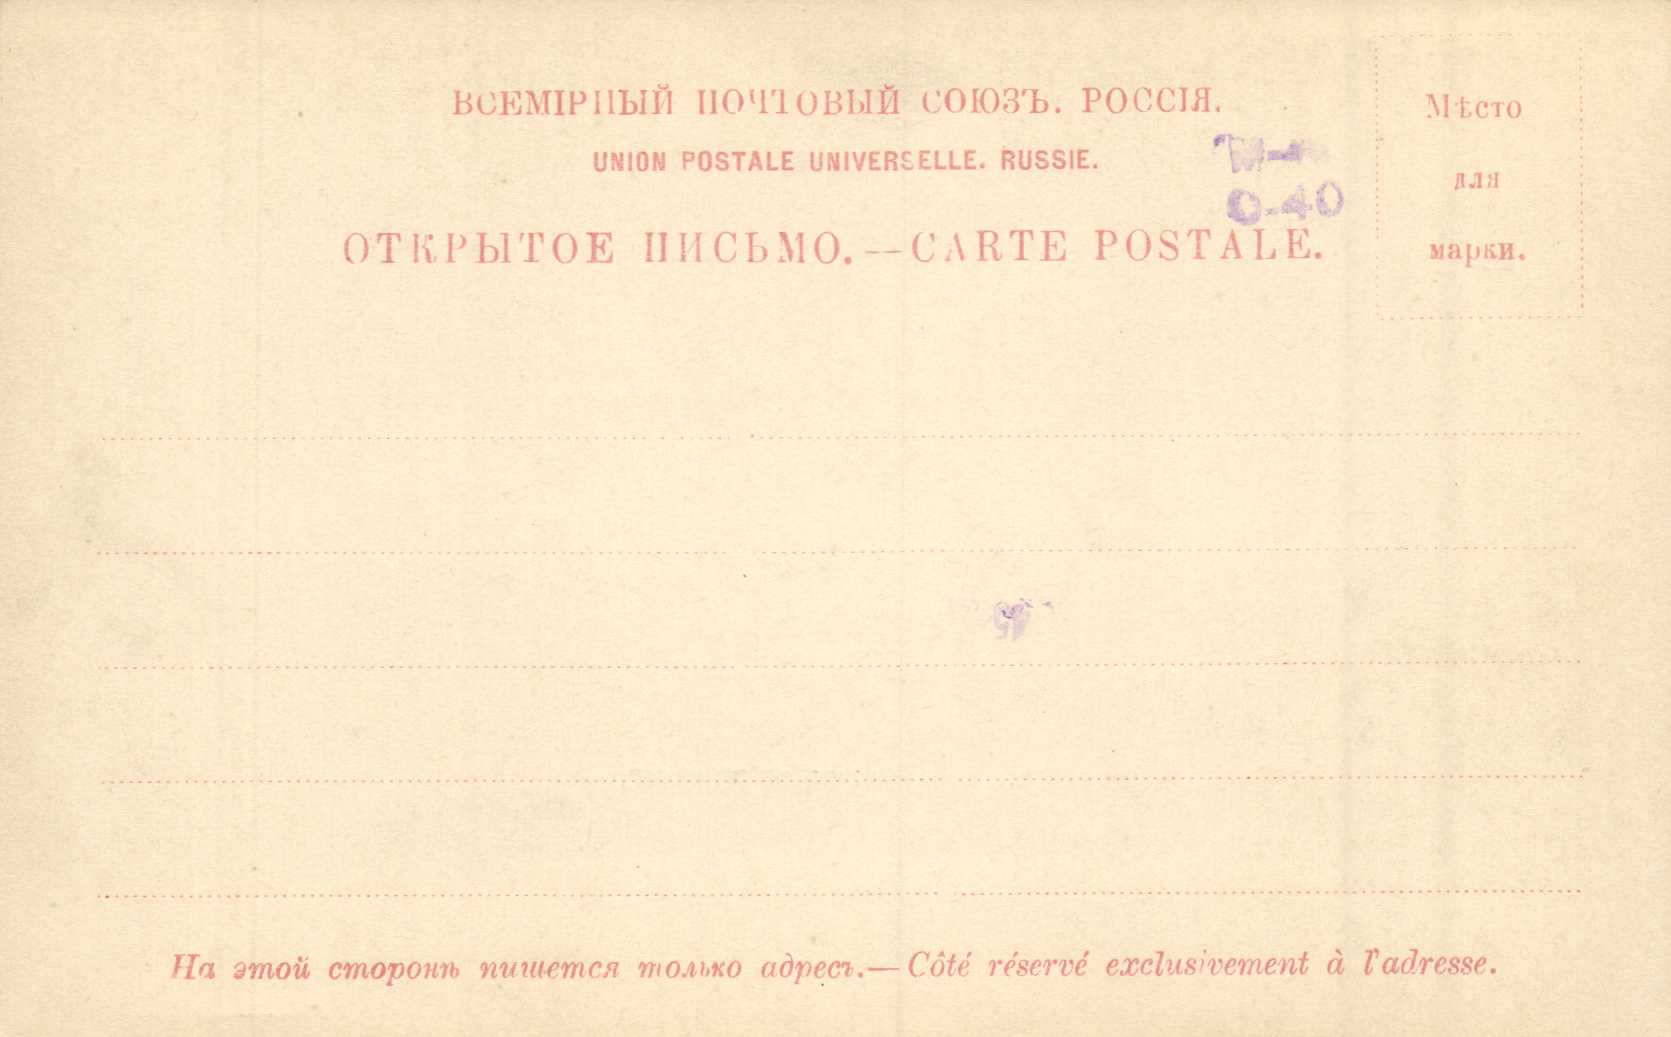 ВСЕМІРНЫЙ ПОЧТОВЫЙ СОЮЗЪ. РОССІЯ.
UNION POSTALE UNIVERSELLE. RUSSIE.
ОТКРЫТОЕ ПИСЬМО.—CARTE POSTALE.
Мѣсто
для
марки.
0-40
На этой сторонѣ пишется только адресъ.—Côté réservé exclusivement à l'adresse.